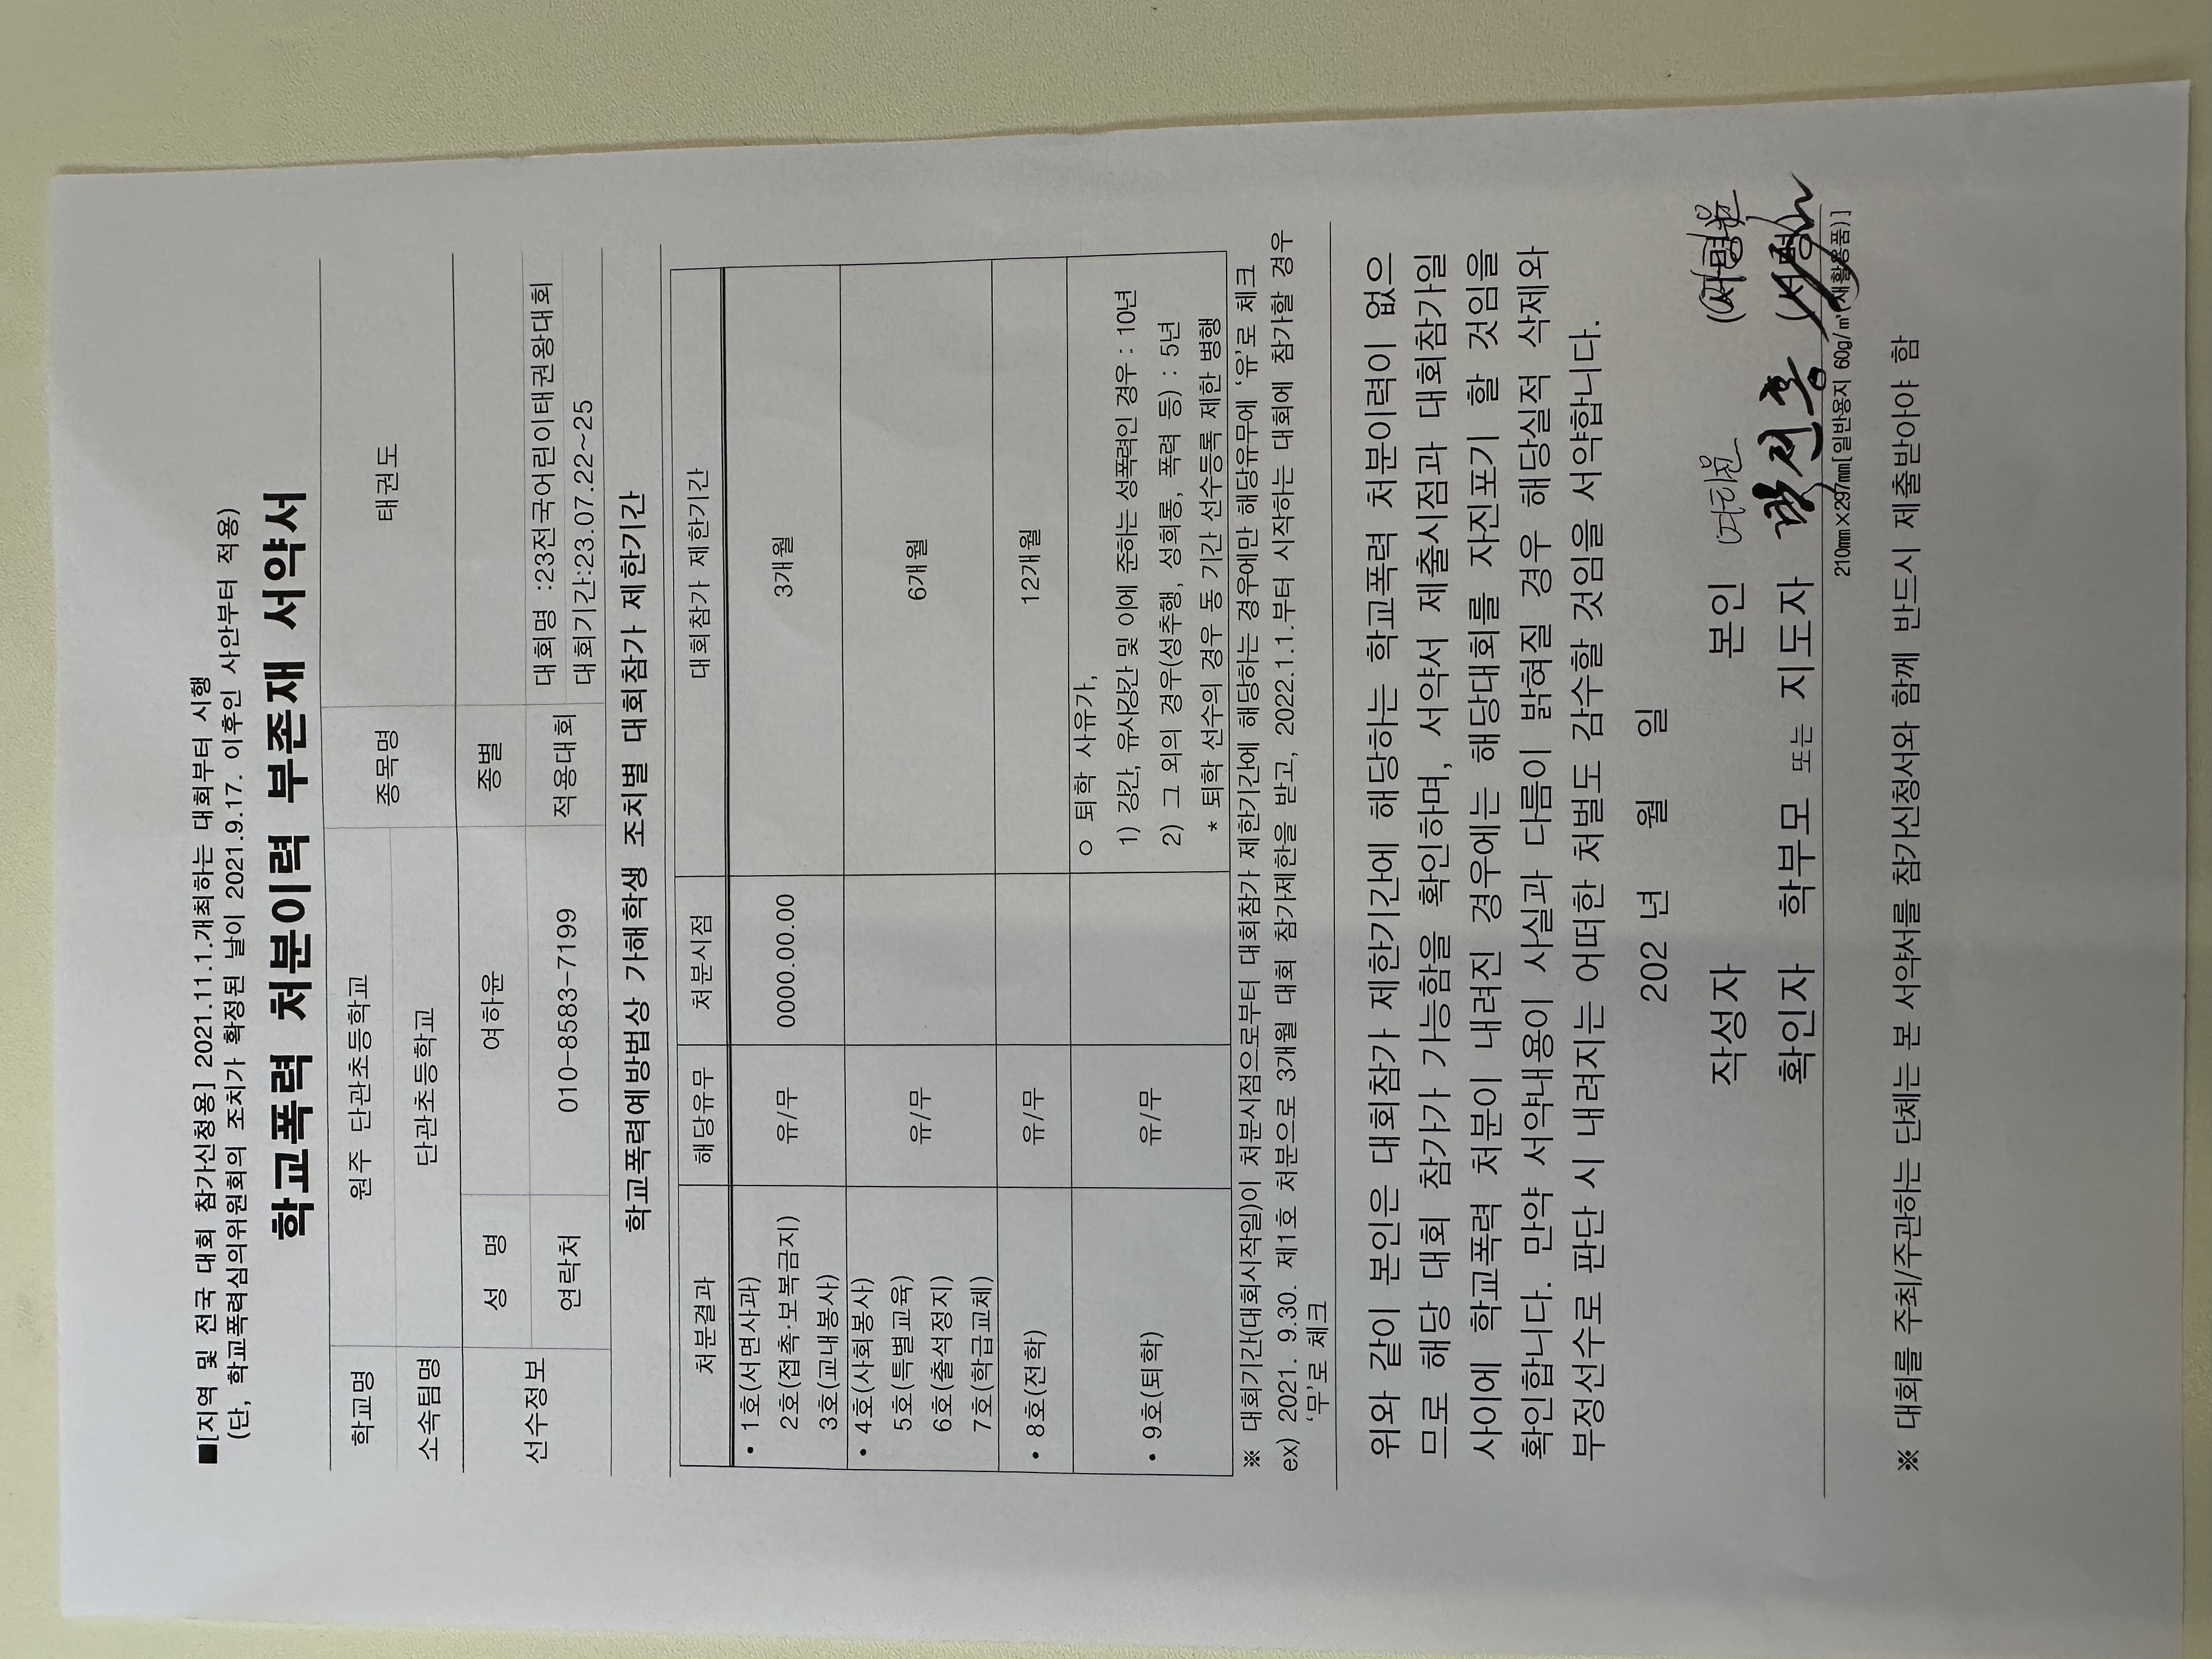 ■[지역 및 전국 대회 참가신청용] 2021.11.1.개최하는 대회부터 시행
(단, 학교폭력심의위원회의 조치가 확정된 날이 2021.9.17. 이후인 사안부터 적용)
학교폭력 처분이력 부존재 서약서
학교명 원주 단관초등학교 종목명 태권도
소속팀명 단관초등학교
선수정보 성 명 여하윤 종별
연락처 010-8583-7199 적용대회 대회명 :23전국어린이태권왕대회
대회기간:23.07.22~25
학교폭력예방법상 가해학생 조치별 대회참가 제한기간
처분결과 해당유무 처분시점 대회참가 제한기간
• 1호(서면사과)
2호(접촉·보복금지) 유/무 0000.00.00 3개월
3호(교내봉사)
• 4호(사회봉사)
5호(특별교육) 유/무 6개월
6호(출석정지)
7호(학급교체)
• 8호(전학) 유/무 12개월
• 9호(퇴학) 유/무
ㅇ 퇴학 사유가,
1) 강간, 유사강간 및 이에 준하는 성폭력인 경우 : 10년
2) 그 외의 경우(성추행, 성희롱, 폭력 등) : 5년
* 퇴학 선수의 경우 동 기간 선수등록 제한 병행
※ 대회기간(대회시작일)이 처분시점으로부터 대회참가 제한기간에 해당하는 경우에만 해당유무에 ‘유’로 체크
ex) 2021. 9.30. 제1호 처분으로 3개월 대회 참가제한을 받고, 2022.1.1.부터 시작하는 대회에 참가할 경우
‘무’로 체크
위와 같이 본인은 대회참가 제한기간에 해당하는 학교폭력 처분이력이 없으
므로 해당 대회 참가가 가능함을 확인하며, 서약서 제출시점과 대회참가일
사이에 학교폭력 처분이 내려진 경우에는 해당대회를 자진포기 할 것임을
확인합니다. 만약 서약내용이 사실과 다름이 밝혀질 경우 해당실적 삭제와
부정선수로 판단 시 내려지는 어떠한 처벌도 감수할 것임을 서약합니다.
202 년 월 일
작성자 본인 (서명)
확인자 학부모 또는 지도자 (서명)
210㎜×297㎜[일반용지 60g/㎡(재활용품)]
※ 대회를 주최/주관하는 단체는 본 서약서를 참가신청서와 함께 반드시 제출받아야 함